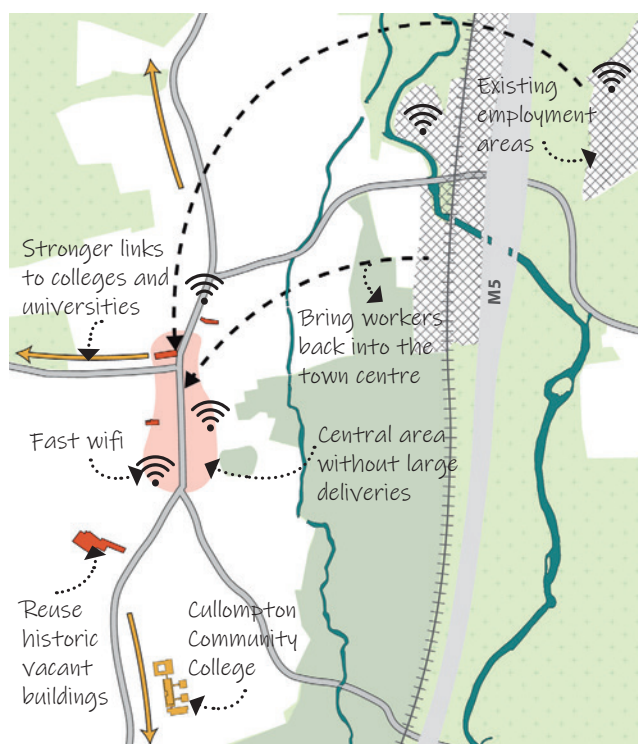 Existing
employment
areas
Stronger links
to colleges and
universities
M5
Bring workers
back into the
town centre
Fast wifi
Central area
without large
deliveries
Reuse
historic
vacant
buildings
Cullompton
Community
College